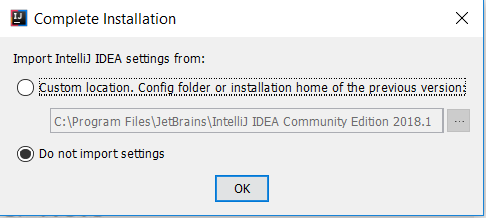 Complete Installation
Import IntelliJ IDEA settings from:
Custom location. Config folder or installation home of the previous version:
C:\Program Files\JetBrains\IntelliJ IDEA Community Edition 2018.1
...
Do not import settings
OK